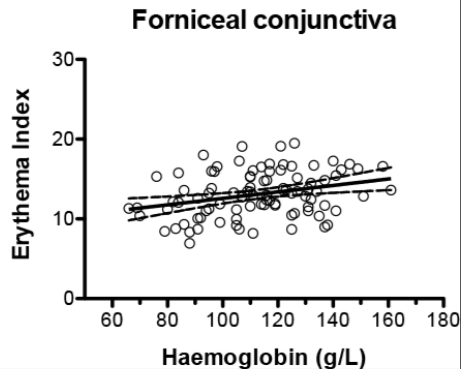 Forniceal conjunctiva
30
20
10
0
Erythema Index
60 80 100 120 140 160 180
Haemoglobin (g/L)